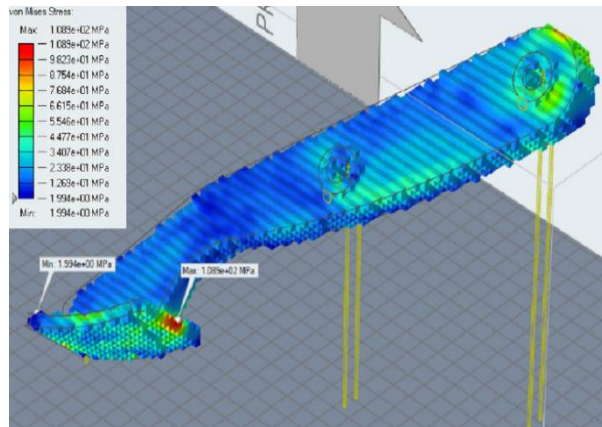 von Mises Stress:
Max: 1.089e+02 MPa
1.089e+02 MPa
9.823e+01 MPa
8.754e+01 MPa
7.684e+01 MPa
6.615e+01 MPa
5.546e+01 MPa
4.477e+01 MPa
3.407e+01 MPa
2.338e+01 MPa
1.269e+01 MPa
1.994e+00 MPa
Min: 1.994e+00 MPa
Min: 1.994e+00 MPa
Max: 1.089e+02 MPa